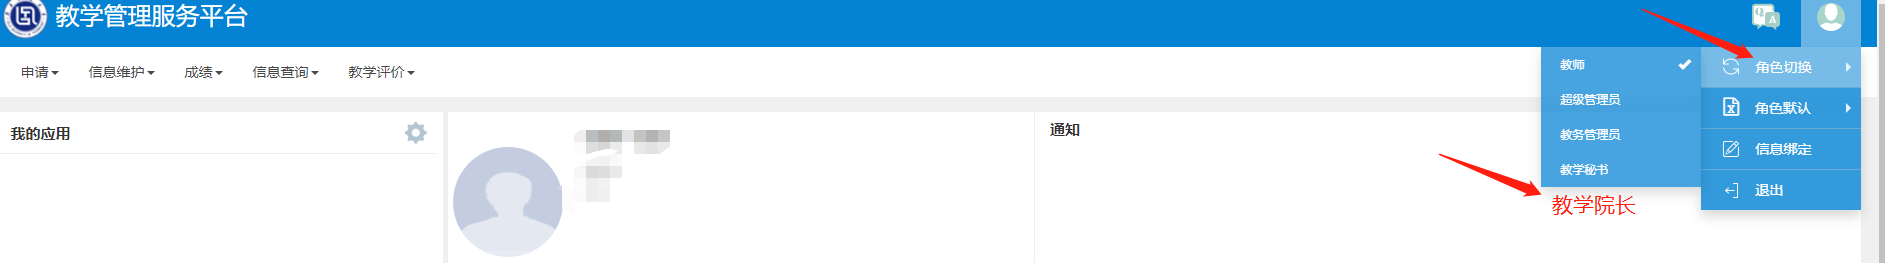 教学管理服务平台
Q
A
申请
信息维护
成绩
信息查询
教学评价
教师
超级管理员
教务管理员
教学秘书
角色切换
角色默认
信息绑定
退出
我的应用
通知
教学院长